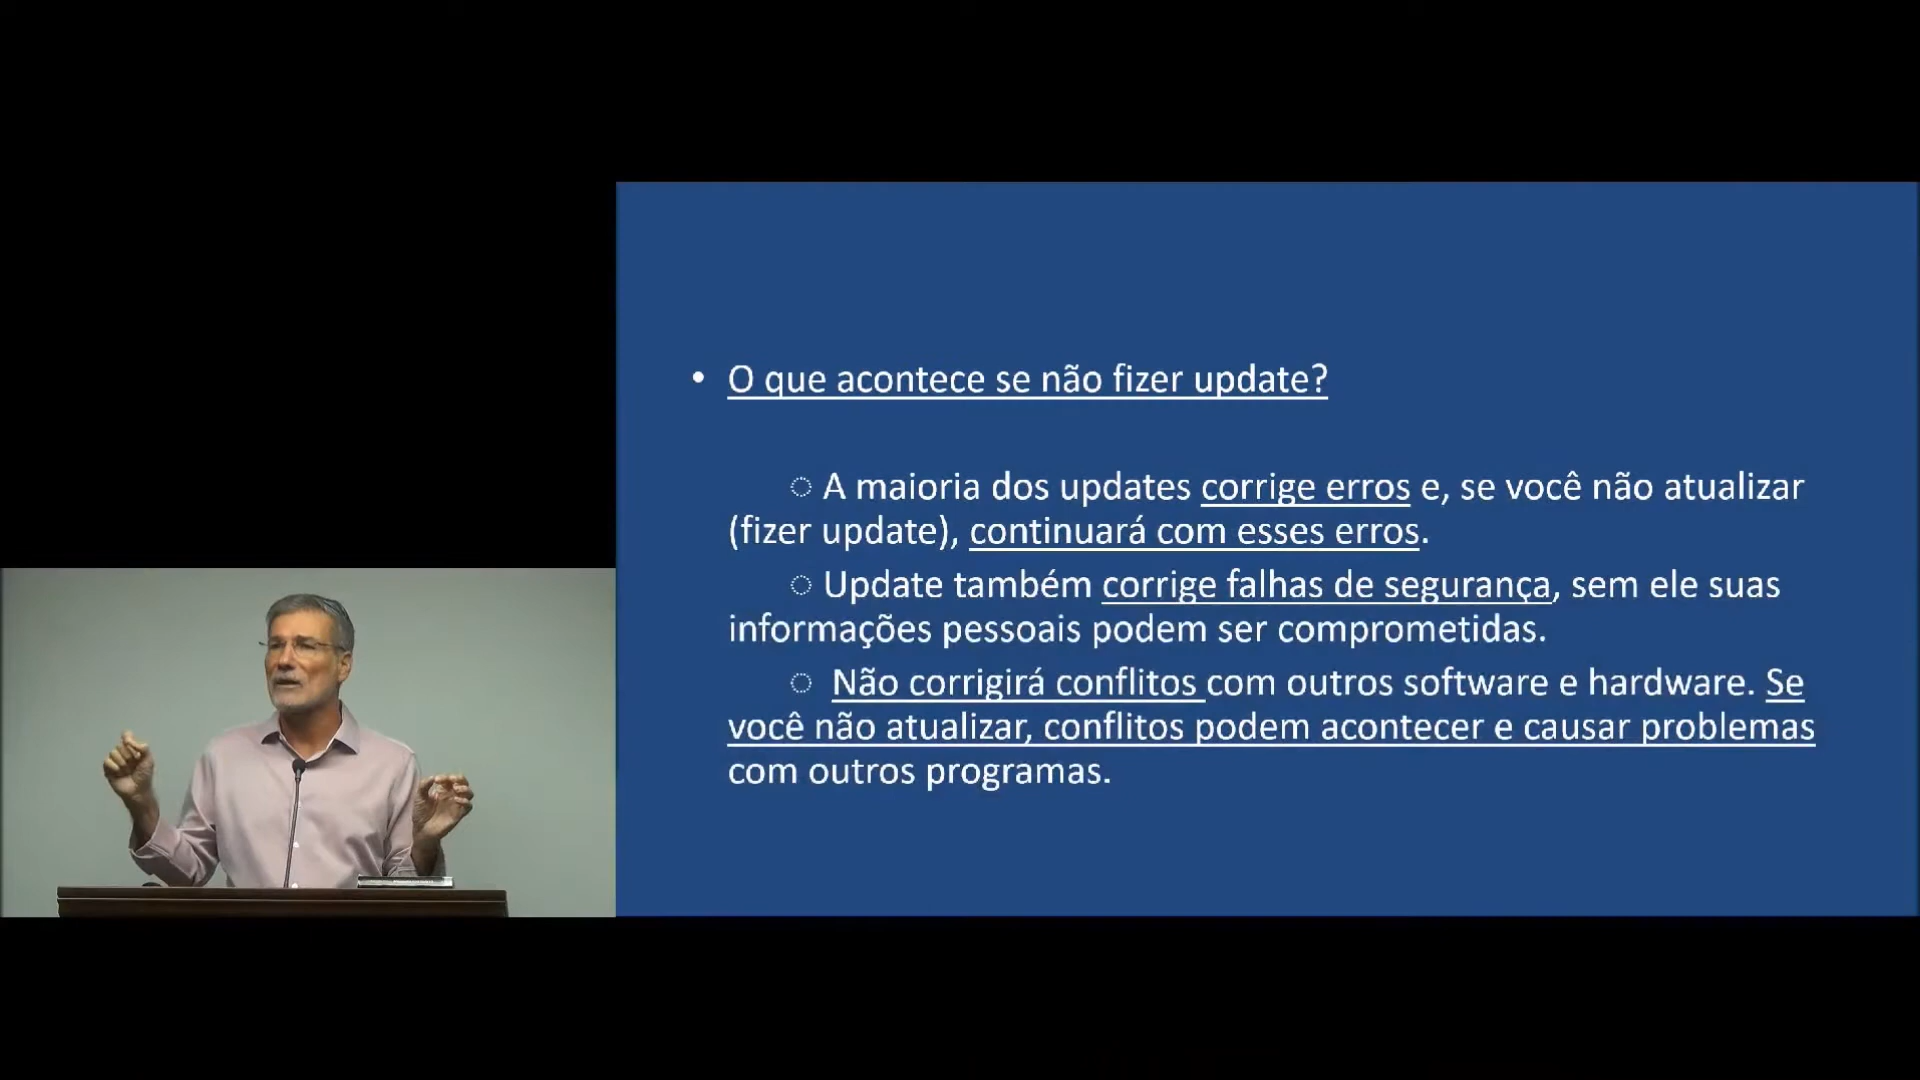 • O que acontece se não fizer update?
◌ A maioria dos updates corrige erros e, se você não atualizar
(fizer update), continuará com esses erros.
◌ Update também corrige falhas de segurança, sem ele suas
informações pessoais podem ser comprometidas.
◌ Não corrigirá conflitos com outros software e hardware. Se
você não atualizar, conflitos podem acontecer e causar problemas
com outros programas.